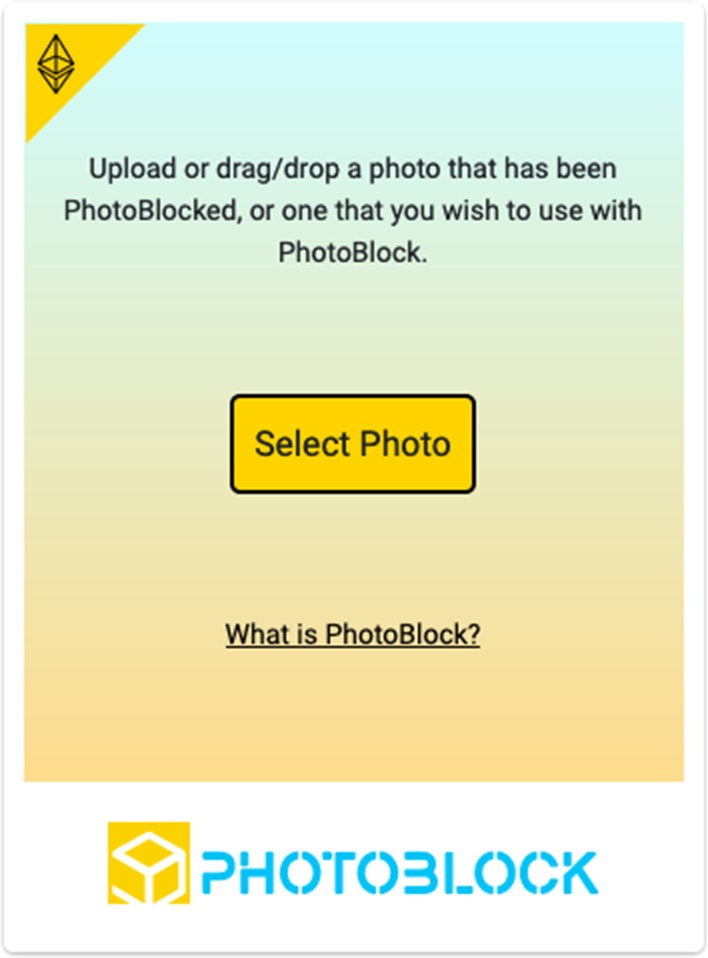 Upload or drag/drop a photo that has been
PhotoBlocked, or one that you wish to use with
PhotoBlock.
Select Photo
What is PhotoBlock?
PHOTOBLOCK